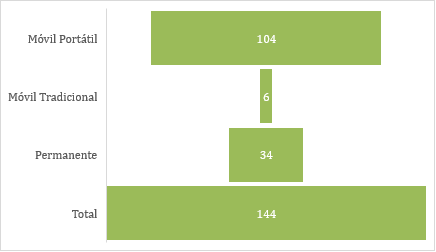 Móvil Portátil 104
Móvil Tradicional 6
Permanente 34
Total 144